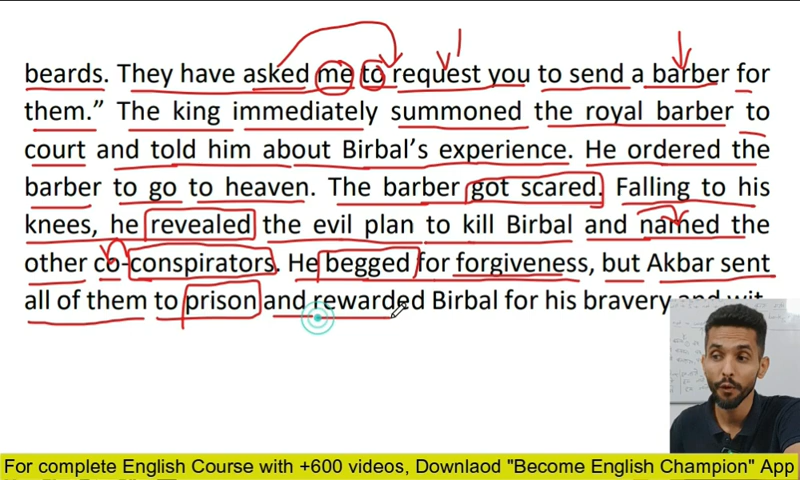 beards. They have asked me to request you to send a barber for
them.” The king immediately summoned the royal barber to
court and told him about Birbal’s experience. He ordered the
barber to go to heaven. The barber got scared. Falling to his
knees, he revealed the evil plan to kill Birbal and named the
other co-conspirators. He begged for forgiveness, but Akbar sent
all of them to prison and rewarded Birbal for his bravery and wit.
For complete English Course with +600 videos, Downlaod "Become English Champion" App